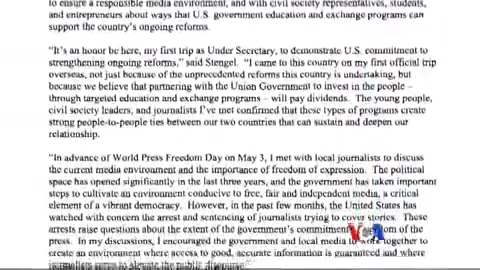 to ensure a responsible media environment, and with civil society representatives, students,
and entrepreneurs about ways that U.S. government education and exchange programs can
support the country's ongoing reforms.
"It's an honor be here, my first trip as Under Secretary, to demonstrate U.S. commitment to
strengthening ongoing reforms," said Stengel. "I came to this country on my first official trip
overseas, not just because of the unprecedented reforms this country is undertaking, but
because we believe that partnering with the Union Government to invest in the people –
through targeted education and exchange programs – will pay dividends. The young people,
civil society leaders, and journalists I've met confirmed that these types of programs create
strong people-to-people ties between our two countries that can sustain and deepen our
relationship.
"In advance of World Press Freedom Day on May 3, I met with local journalists to discuss
the current media environment and the importance of freedom of expression. The political
space has opened significantly in the last three years, and the government has taken important
steps to cultivate an environment conducive to free, fair and independent media, a critical
element of a vibrant democracy. However, in the past few months, the United States has
watched with concern the arrest and sentencing of journalists trying to cover stories. These
arrests raise questions about the extent of the government's commitment freedom of the
press. In my discussions, I encouraged the government and local media to work together to
create an environment where access to good, accurate information is guaranteed and where
VOA